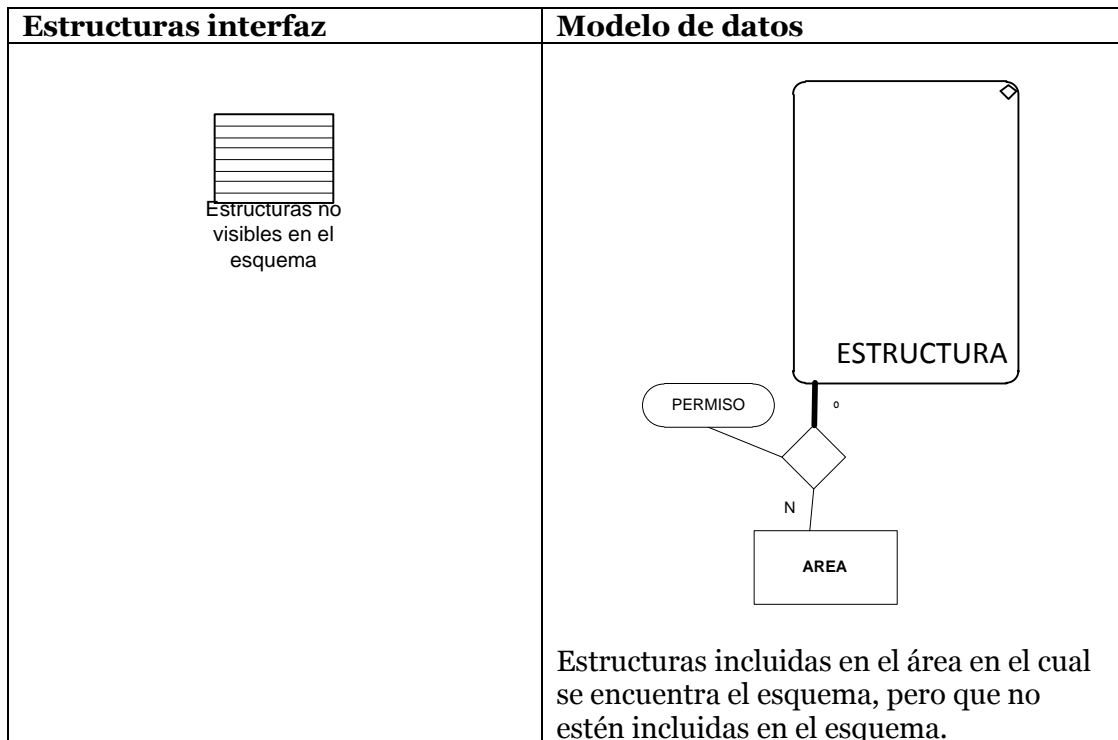 Estructuras interfaz
Modelo de datos
Estructuras no
visibles en el
esquema
ESTRUCTURA
PERMISO
o
N
AREA
Estructuras incluidas en el área en el cual
se encuentra el esquema, pero que no
estén incluidas en el esquema.